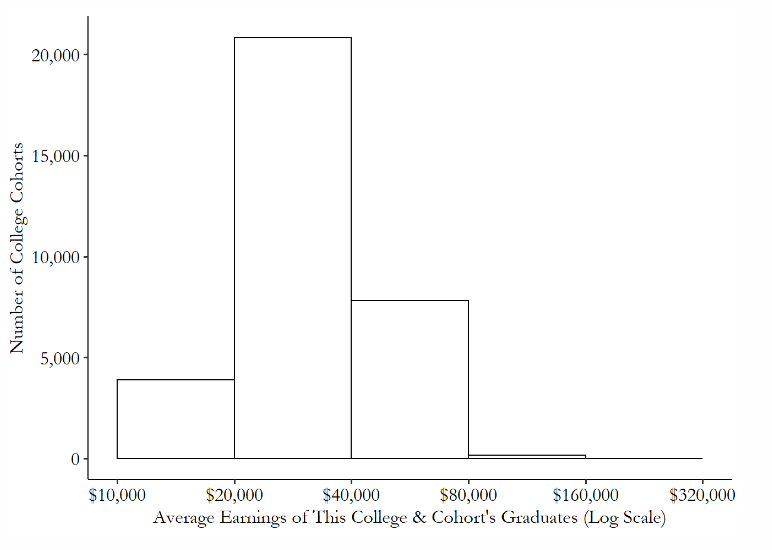 20,000
15,000
10,000
5,000
0
Number of College Cohorts
$10,000 $20,000 $40,000 $80,000 $160,000 $320,000
Average Earnings of This College & Cohort's Graduates (Log Scale)